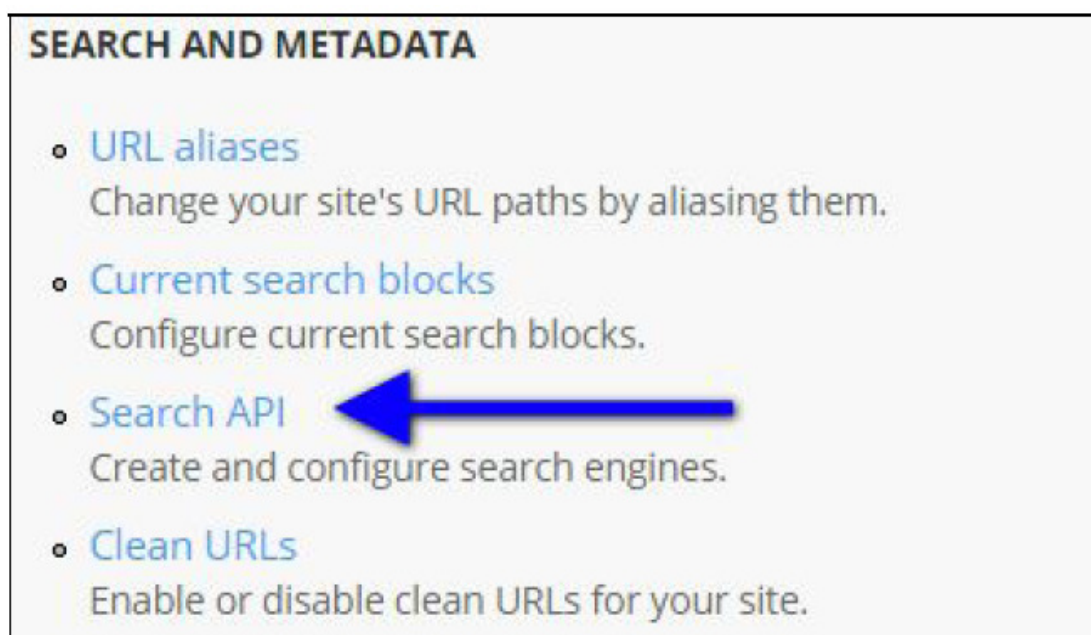 SEARCH AND METADATA
URL aliases
Change your site's URL paths by aliasing them.
Current search blocks
Configure current search blocks.
Search API
Create and configure search engines.
Clean URLs
Enable or disable clean URLs for your site.